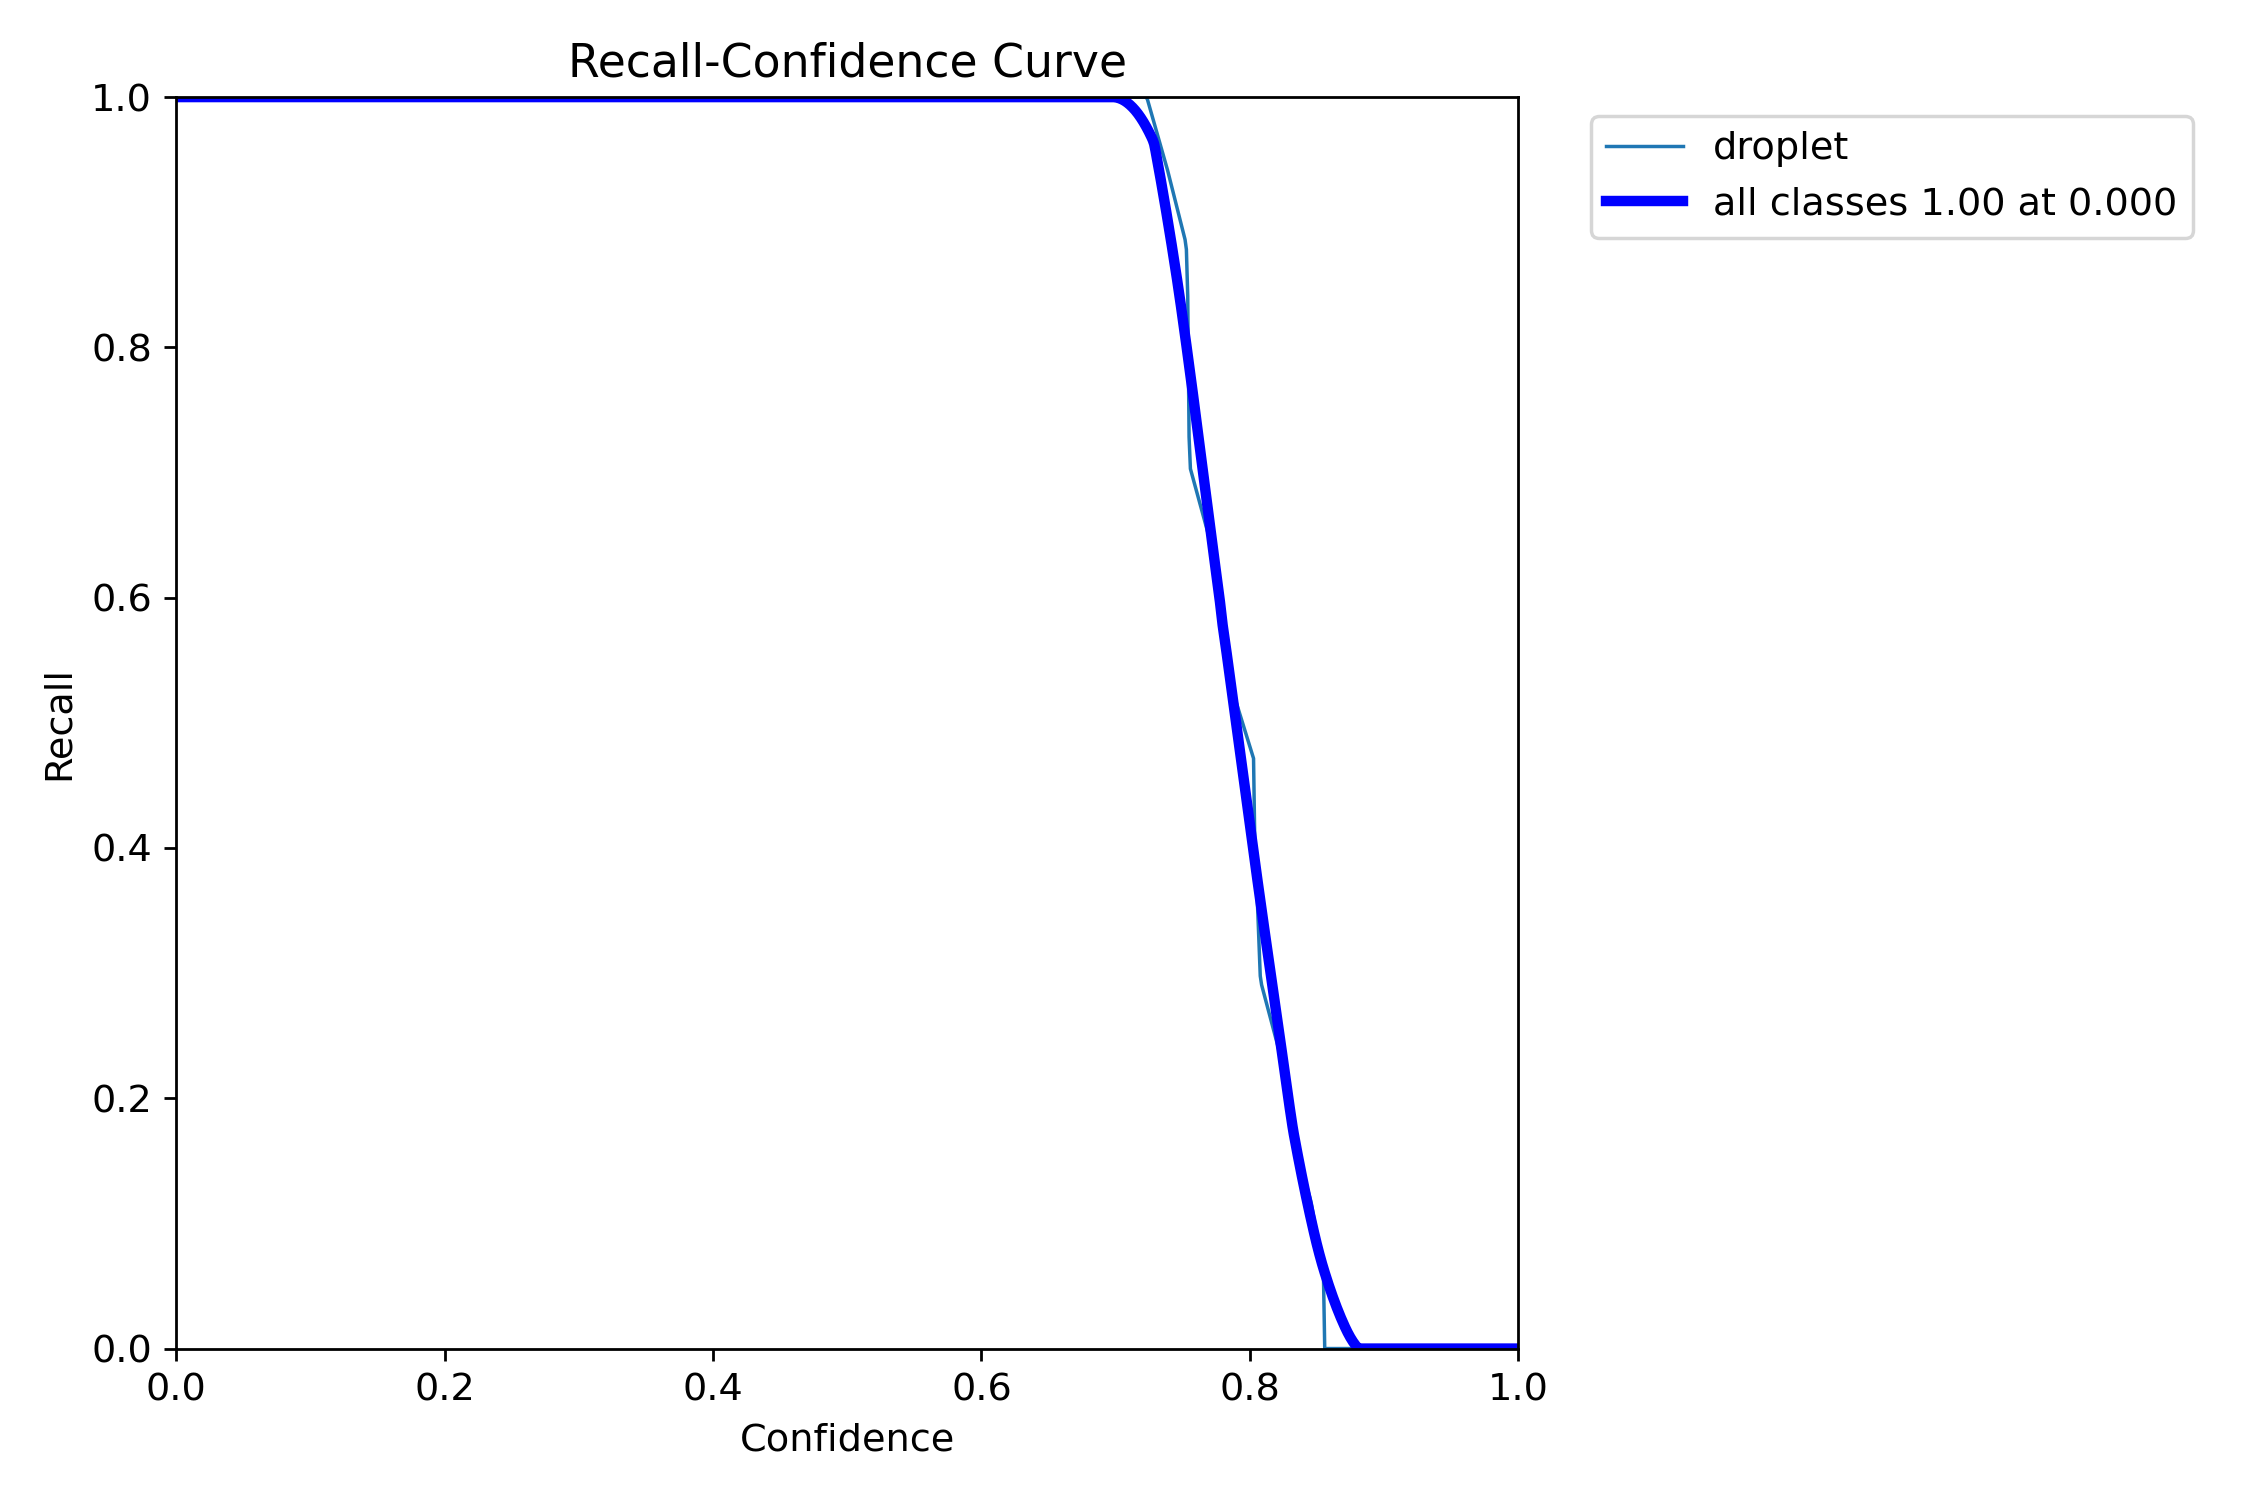 Recall-Confidence Curve
1.0
0.8
0.6
0.4
0.2
0.0
Recall
0.0 0.2 0.4 0.6 0.8 1.0
Confidence
droplet
all classes 1.00 at 0.000